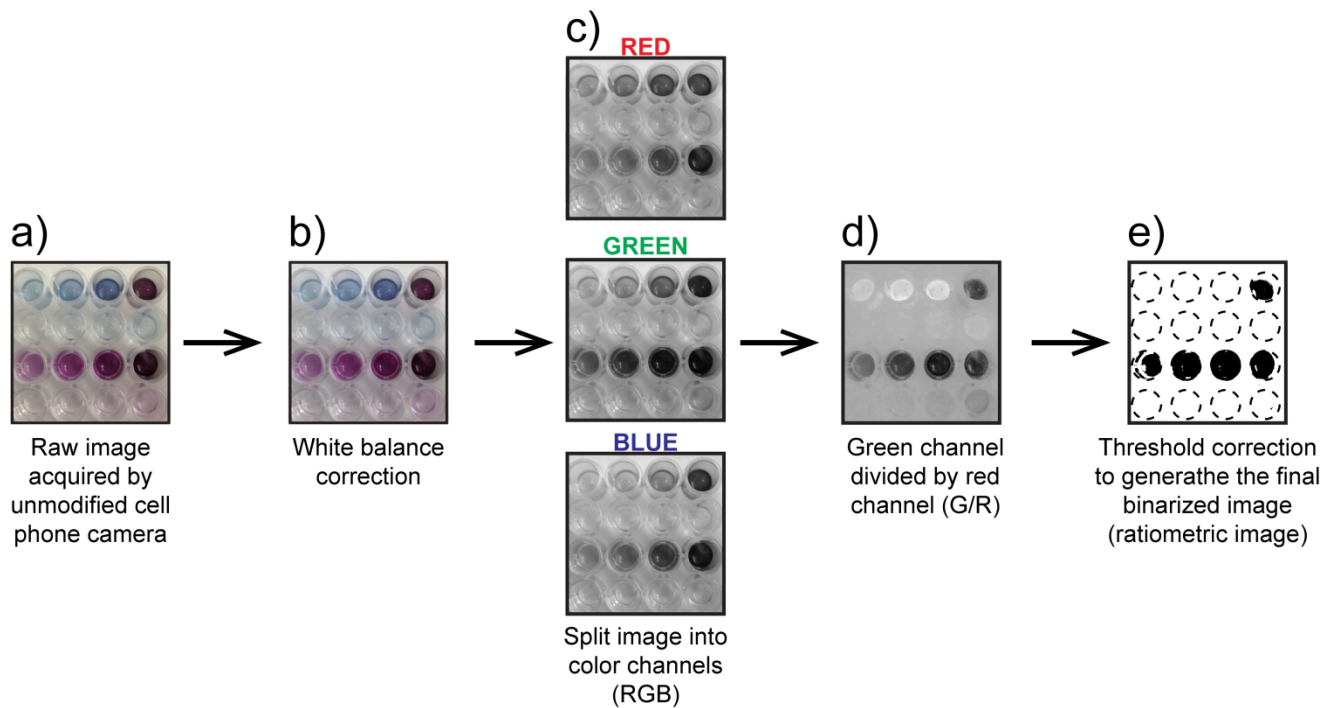 a)
Raw image
acquired by
unmodified cell
phone camera
b)
White balance
correction
c)
RED
GREEN
BLUE
Split image into
color channels
(RGB)
d)
Green channel
divided by red
channel (G/R)
e)
Threshold correction
to generathe the final
binarized image
(ratiometric image)